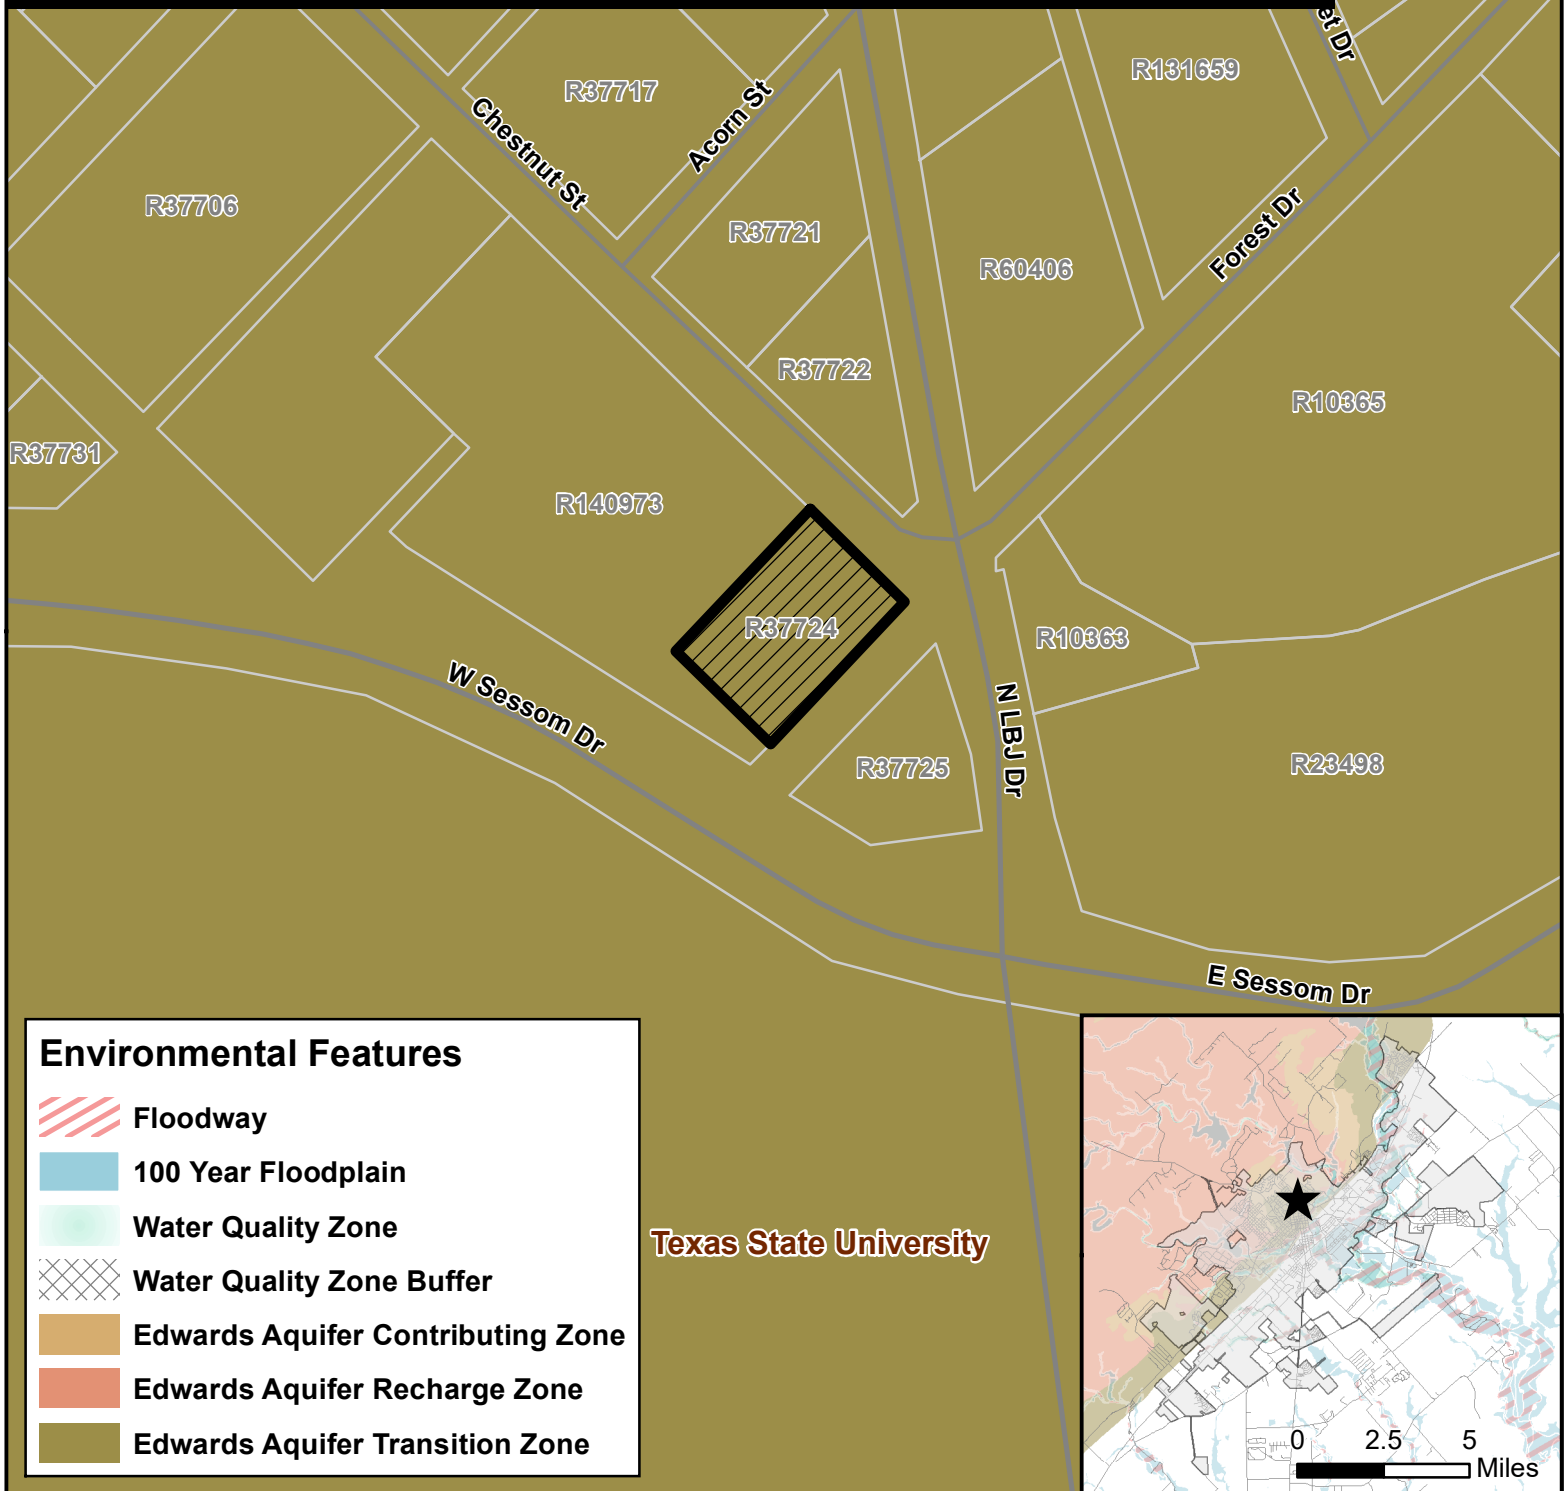 et Dr
R131659
R37717
Acorn St
Chestnut St
R37706
Forest Dr
R37721
R60406
R37722
R10365
R37731
R140973
R37724
R10363
W Sessom Dr
N LBJ Dr
R37725
R23498
E Sessom Dr
Environmental Features
Floodway
100 Year Floodplain
Water Quality Zone
Water Quality Zone Buffer
Edwards Aquifer Contributing Zone
Edwards Aquifer Recharge Zone
Edwards Aquifer Transition Zone
Texas State University
0 2.5 5
Miles